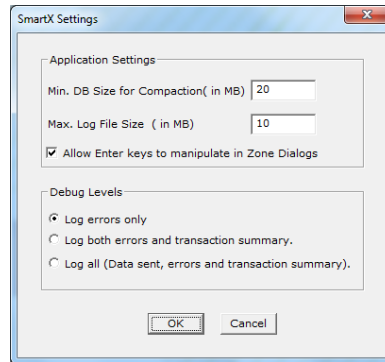 SmartX Settings
Application Settings
Min. DB Size for Compaction( in MB) 20
Max. Log File Size ( in MB) 10
Allow Enter keys to manipulate in Zone Dialogs
Debug Levels
Log errors only
Log both errors and transaction summary.
Log all (Data sent, errors and transaction summary).
OK Cancel